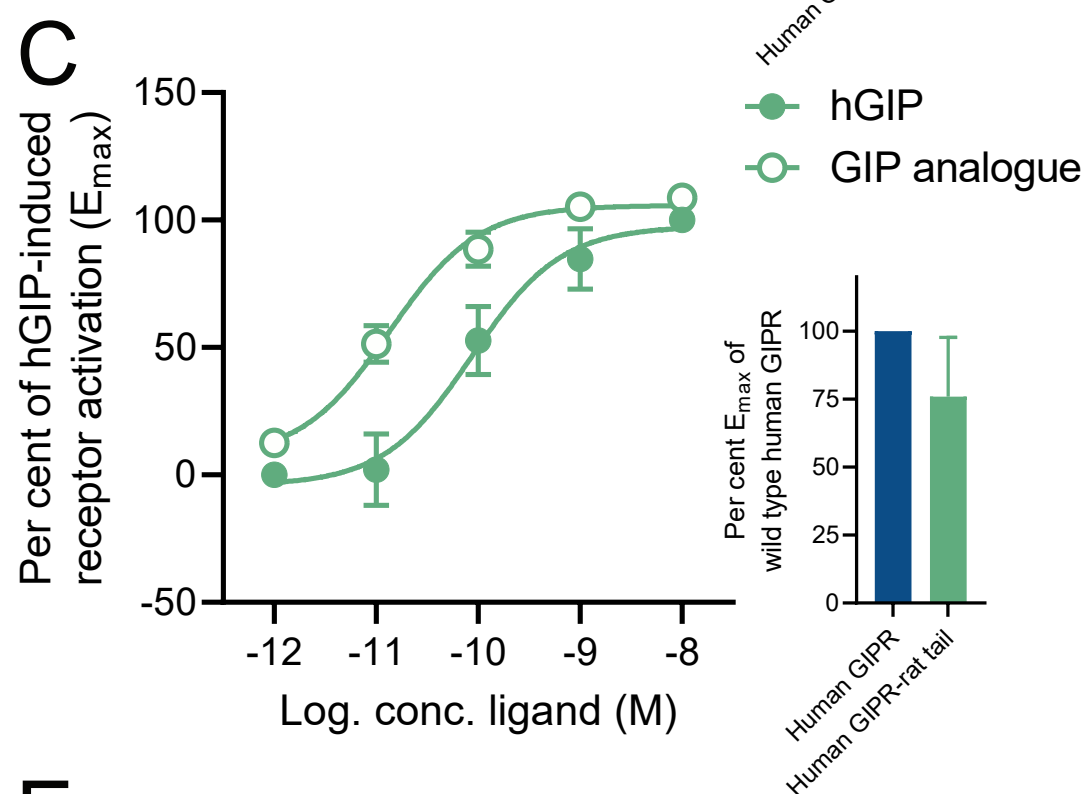 C
Human
hGIP
GIP analogue
Per cent of hGIP-induced
receptor activation (Emax)
150
100
50
0
-50
-12 -11 -10 -9 -8
Log. conc. ligand (M)
Per cent Emax of
wild type human GIPR
100
75
50
25
0
Human GIPR
Human GIPR-rat tail